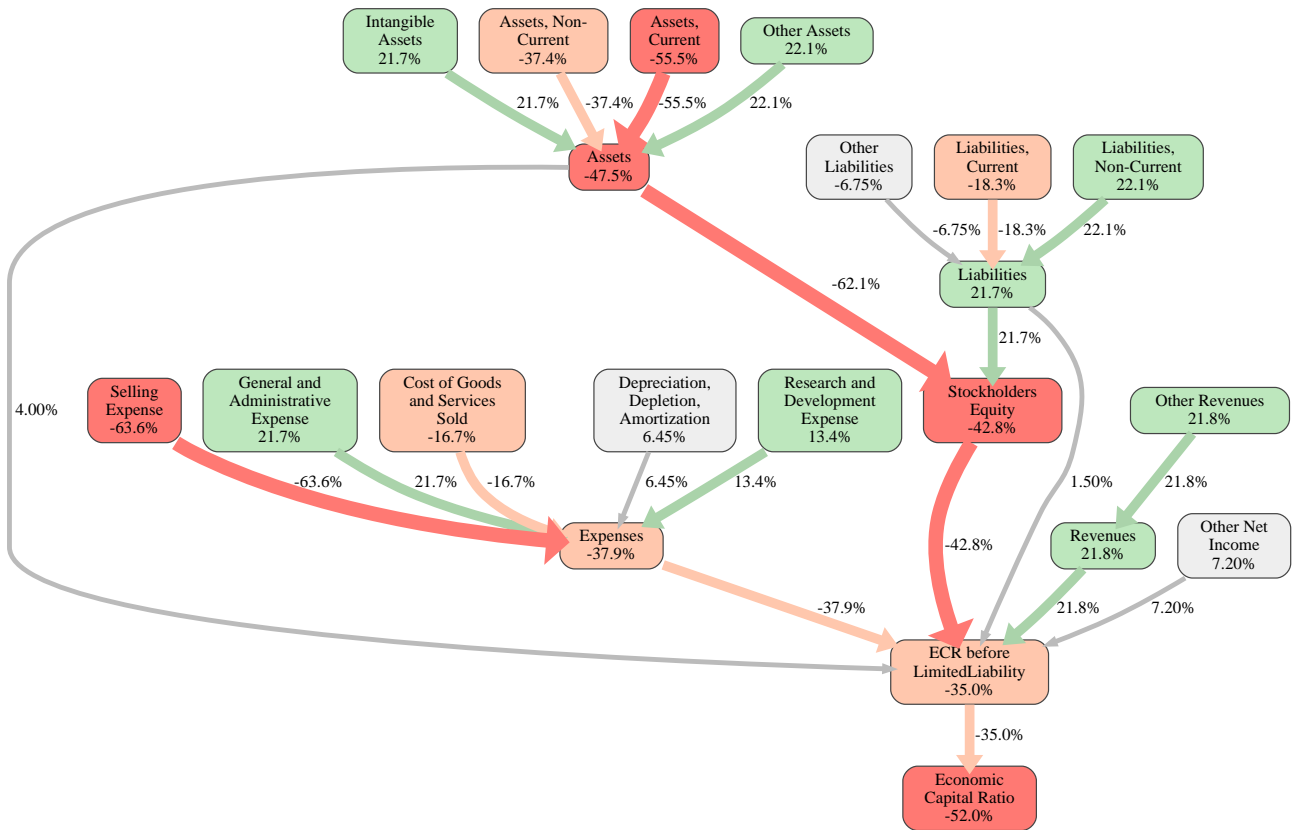 Intangible
Assets
21.7%
Assets, Non-
Current
-37.4%
Assets,
Current
-55.5%
Other Assets
22.1%
21.7%
-37.4%
-55.5%
22.1%
Assets
-47.5%
Other
Liabilities
-6.75%
Liabilities,
Current
-18.3%
Liabilities,
Non-Current
22.1%
-6.75%
-18.3%
22.1%
Liabilities
21.7%
-62.1%
21.7%
4.00%
Selling
Expense
-63.6%
General and
Administrative
Expense
21.7%
Cost of Goods
and Services
Sold
-16.7%
Depreciation,
Depletion,
Amortization
6.45%
Research and
Development
Expense
13.4%
Stockholders
Equity
-42.8%
Other Revenues
21.8%
-63.6%
21.7%
-16.7%
6.45%
13.4%
1.50%
21.8%
Expenses
-37.9%
-42.8%
Revenues
21.8%
Other Net
Income
7.20%
-37.9%
21.8%
7.20%
ECR before
LimitedLiability
-35.0%
-35.0%
Economic
Capital Ratio
-52.0%